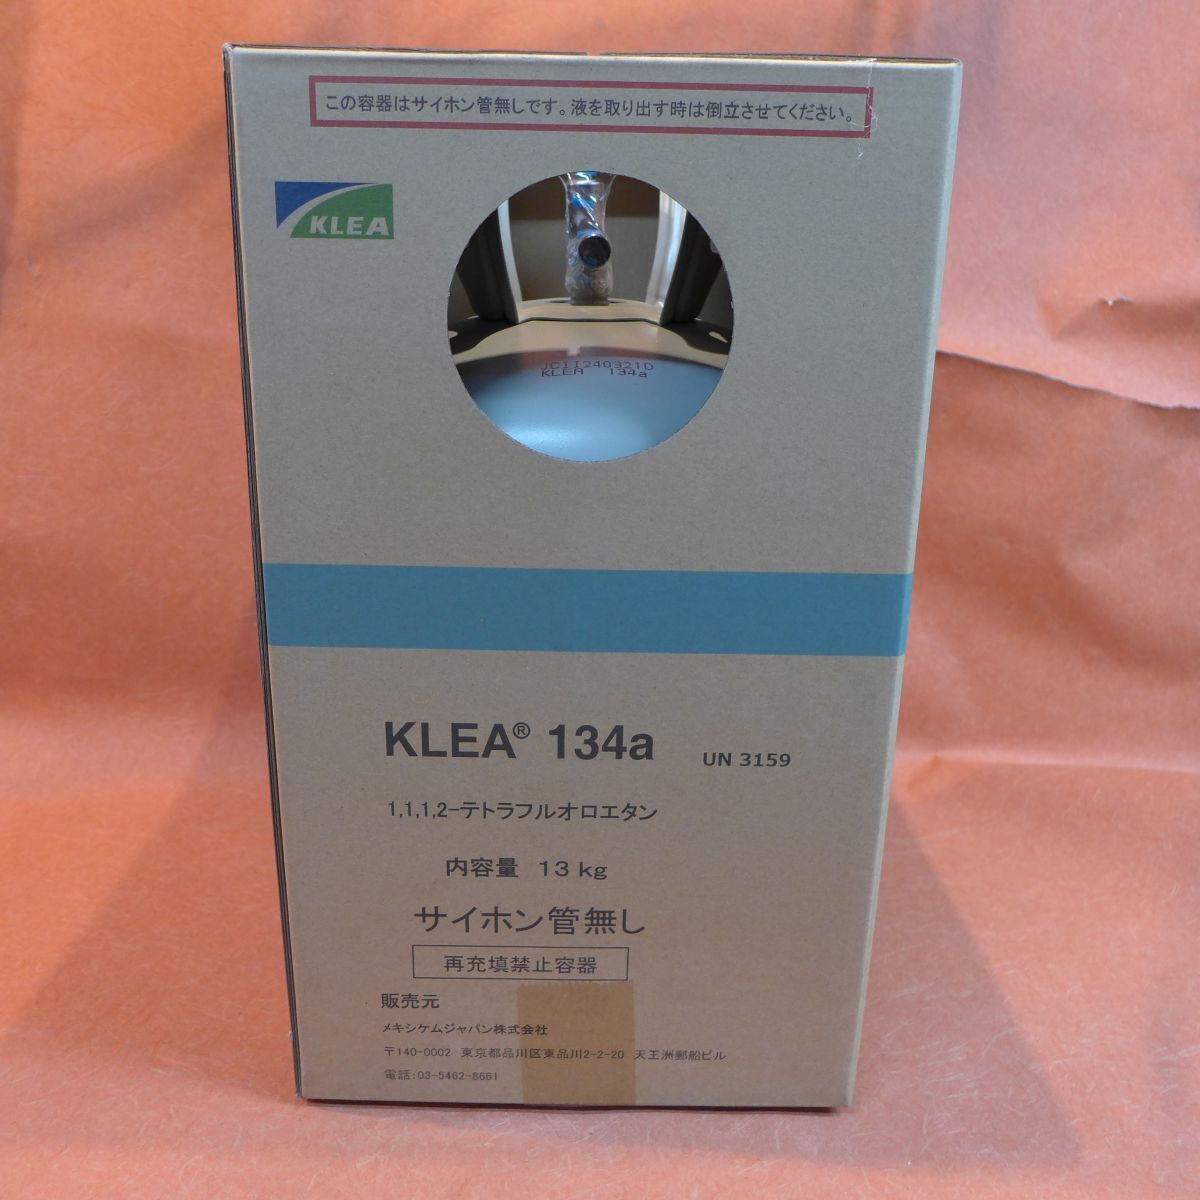 この容器はサイホン管無しです。液を取り出す時は倒立させてください。
KLEA
JCII240321D
KLEA 134a
KLEA® 134a UN 3159
1,1,1,2-テトラフルオロエタン
内容量 13 kg
サイホン管無し
再充填禁止容器
販売元
メキシケムジャパン株式会社
〒140-0002 東京都品川区東品川2-2-20 天王洲郵船ビル
電話:03-5462-8661